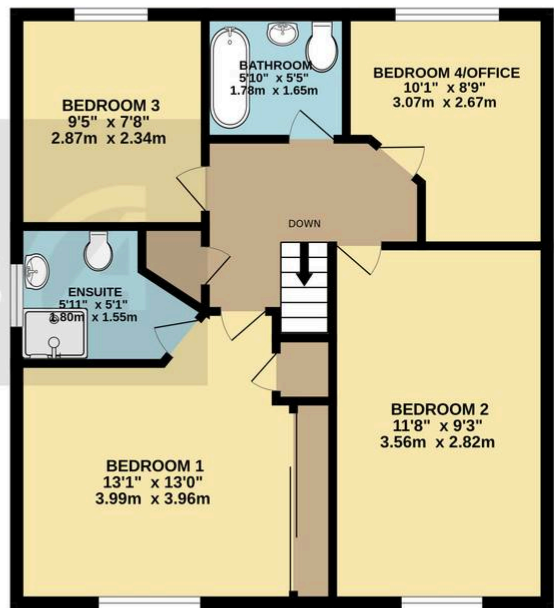 BEDROOM 3
9'5" x 7'8"
2.87m x 2.34m
BATHROOM
5'10" x 5'5"
1.78m x 1.65m
BEDROOM 4/OFFICE
10'1" x 8'9"
3.07m x 2.67m
DOWN
ENSUITE
5'11" x 5'1"
1.80m x 1.55m
BEDROOM 2
11'8" x 9'3"
3.56m x 2.82m
BEDROOM 1
13'1" x 13'0"
3.99m x 3.96m